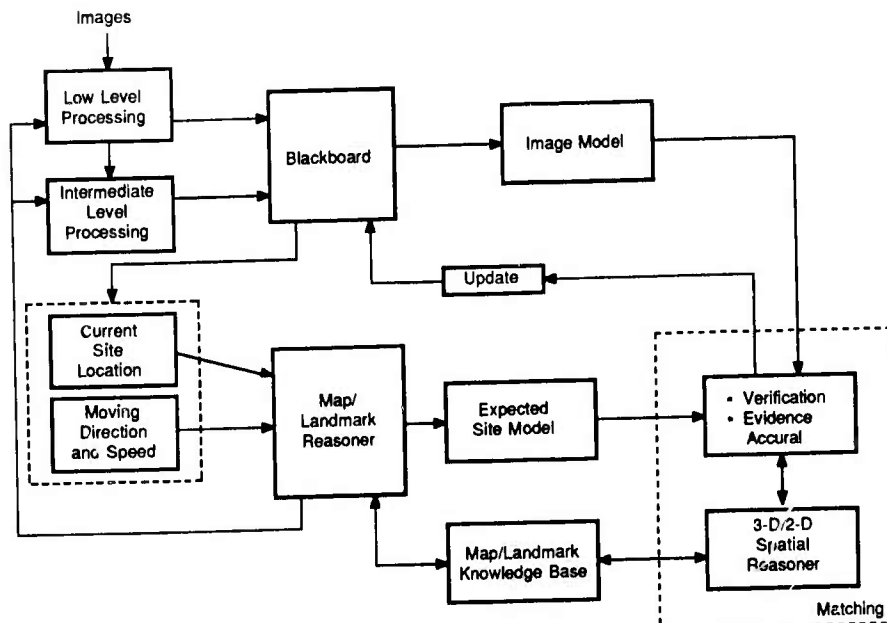 Images
Low Level
Processing
Intermediate
Level
Processing
Blackboard
Image Model
Update
Current
Site
Location
Moving
Direction
and Speed
Map/
Landmark
Reasoner
Expected
Site Model
• Verification
• Evidence
Accural
Map/Landmark
Knowledge Base
3-D/2-D
Spatial
Reasoner
Matching